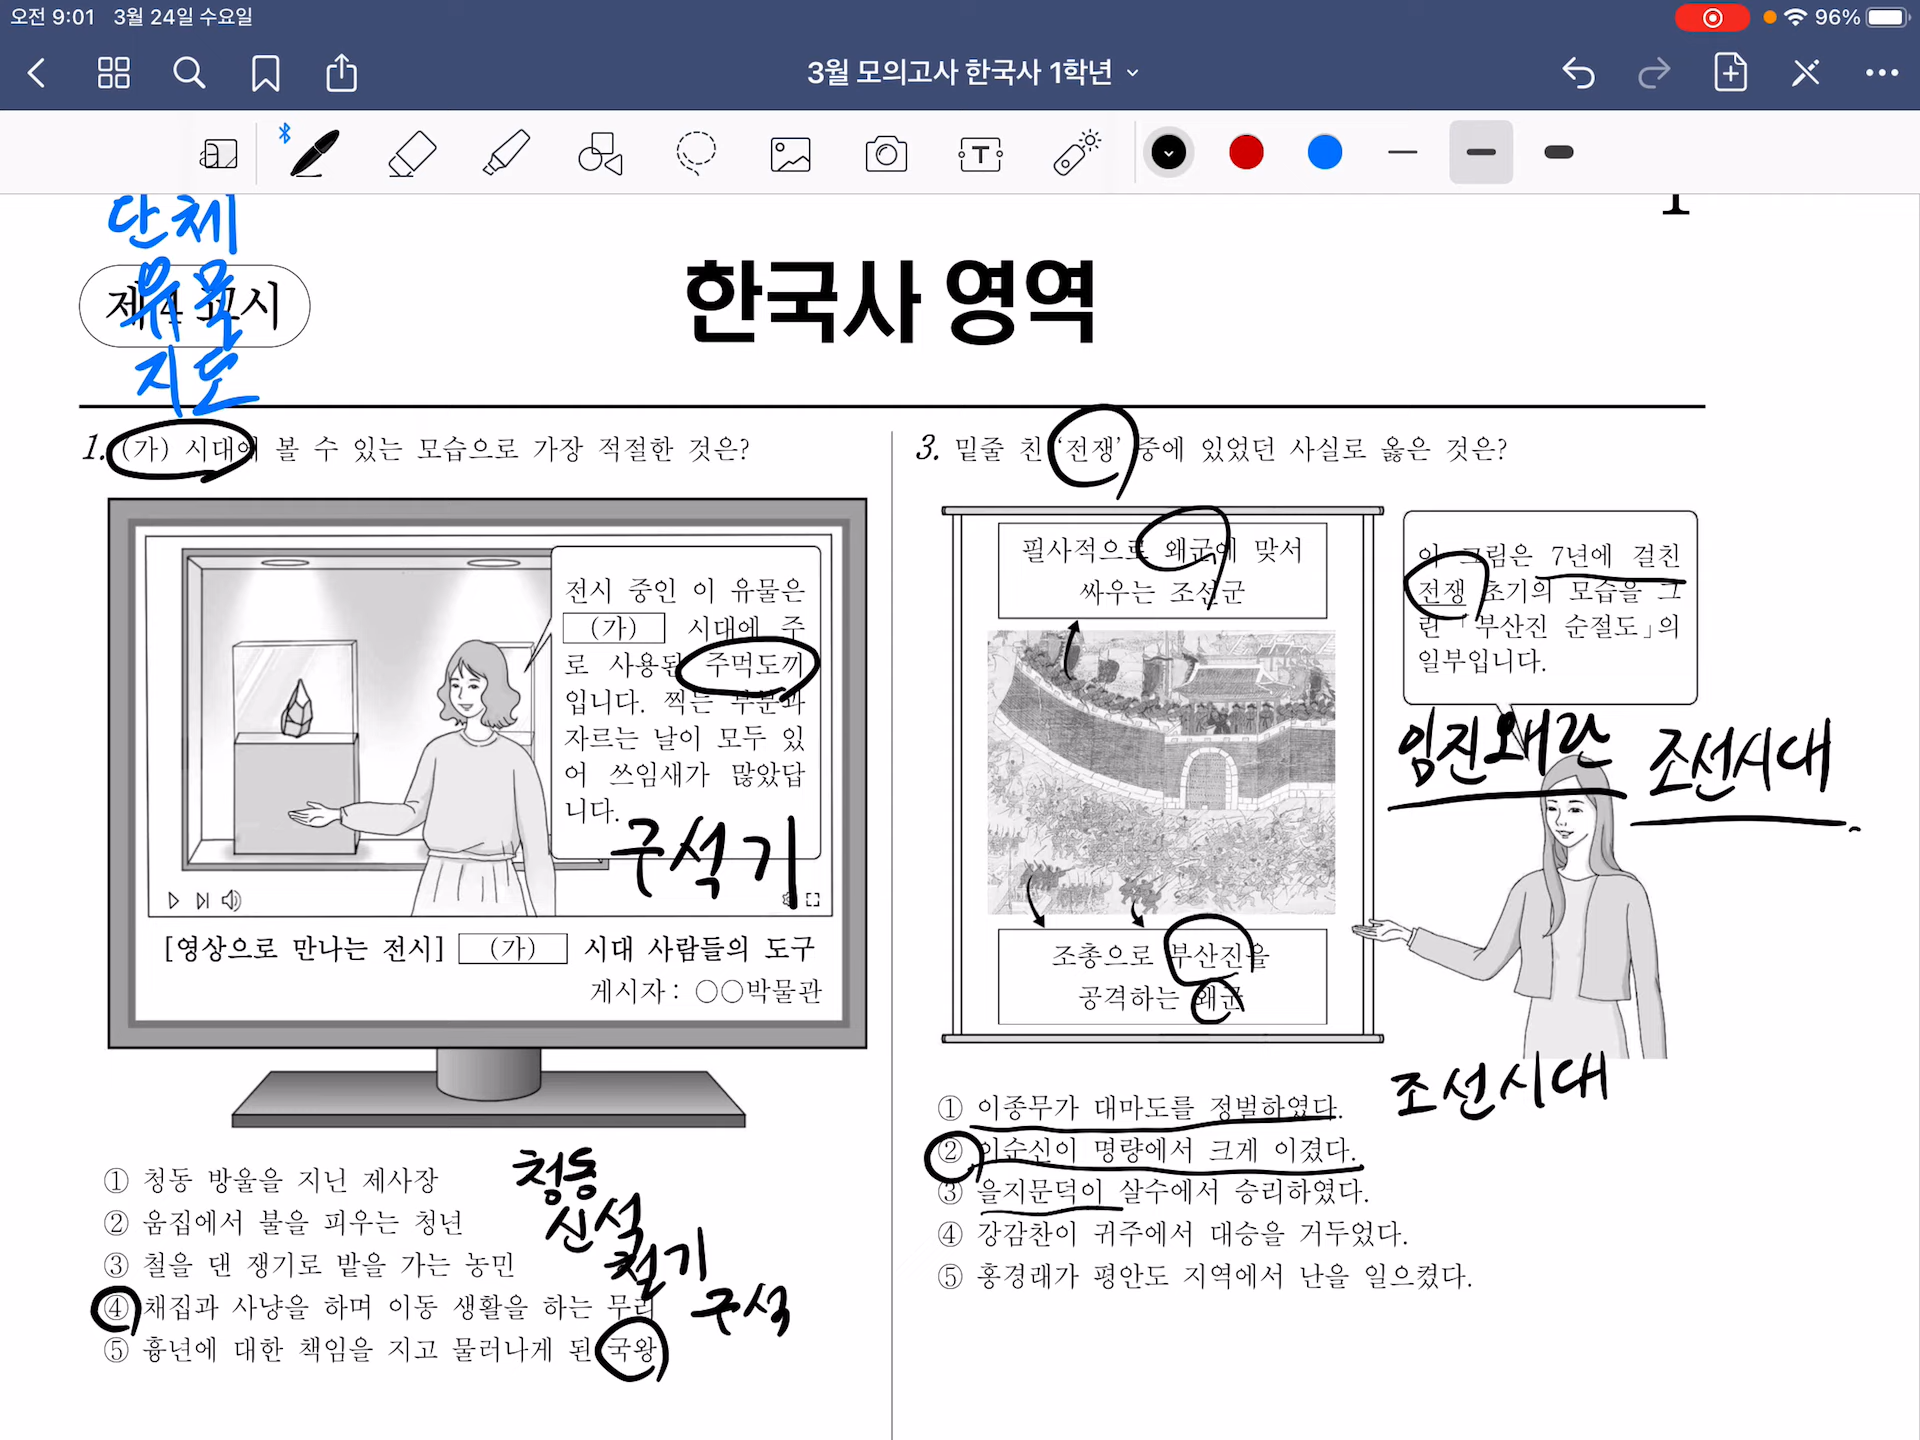 오전 9:01 3월 24일 수요일
96%
3월 모의고사 한국사 1학년
단체
유물
지도
제 4 교시
한국사 영역
1
1. (가) 시대에 볼 수 있는 모습으로 가장 적절한 것은?
전시 중인 이 유물은
(가) 시대에 주
로 사용된 주먹도끼
입니다. 찍는 부분과
자르는 날이 모두 있
어 쓰임새가 많았답
니다.
구석기
[영상으로 만나는 전시] (가) 시대 사람들의 도구
게시자: ○○박물관
① 청동 방울을 지닌 제사장
② 움집에서 불을 피우는 청년
③ 철을 댄 쟁기로 밭을 가는 농민
④ 채집과 사냥을 하며 이동 생활을 하는 무리
⑤ 흉년에 대한 책임을 지고 물러나게 된 국왕
청동
신석
철기
구석
3. 밑줄 친 ‘전쟁’ 중에 있었던 사실로 옳은 것은?
필사적으로 왜군에 맞서
싸우는 조선군
이 그림은 7년에 걸친
전쟁 초기의 모습을 그
린 「부산진 순절도」의
일부입니다.
임진왜란 조선시대
조총으로 부산진을
공격하는 왜군
조선시대
① 이종무가 대마도를 정벌하였다.
② 이순신이 명량에서 크게 이겼다.
③ 을지문덕이 살수에서 승리하였다.
④ 강감찬이 귀주에서 대승을 거두었다.
⑤ 홍경래가 평안도 지역에서 난을 일으켰다.